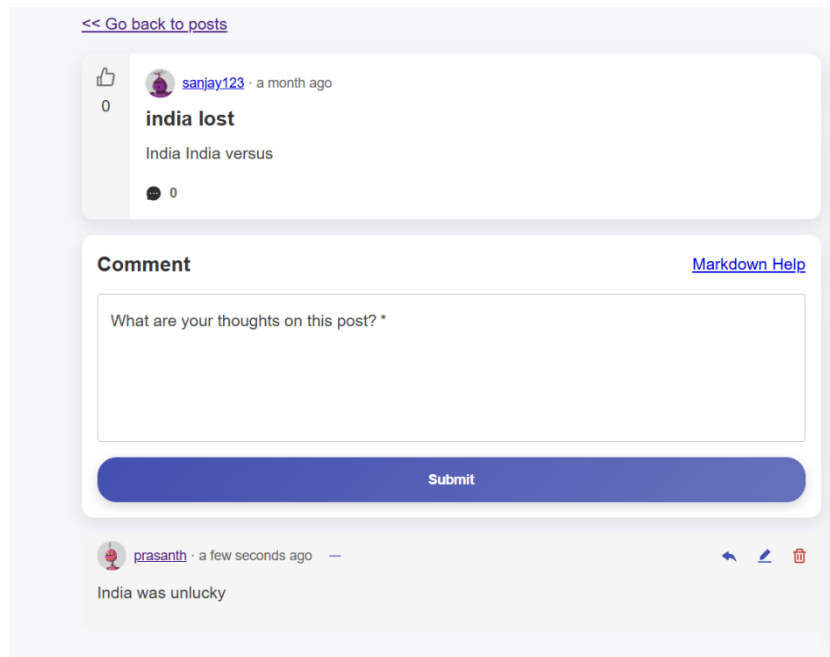 << Go back to posts
sanjay123 · a month ago
0
india lost
India India versus
0
Comment
Markdown Help
What are your thoughts on this post? *
Submit
prasanth · a few seconds ago —
India was unlucky